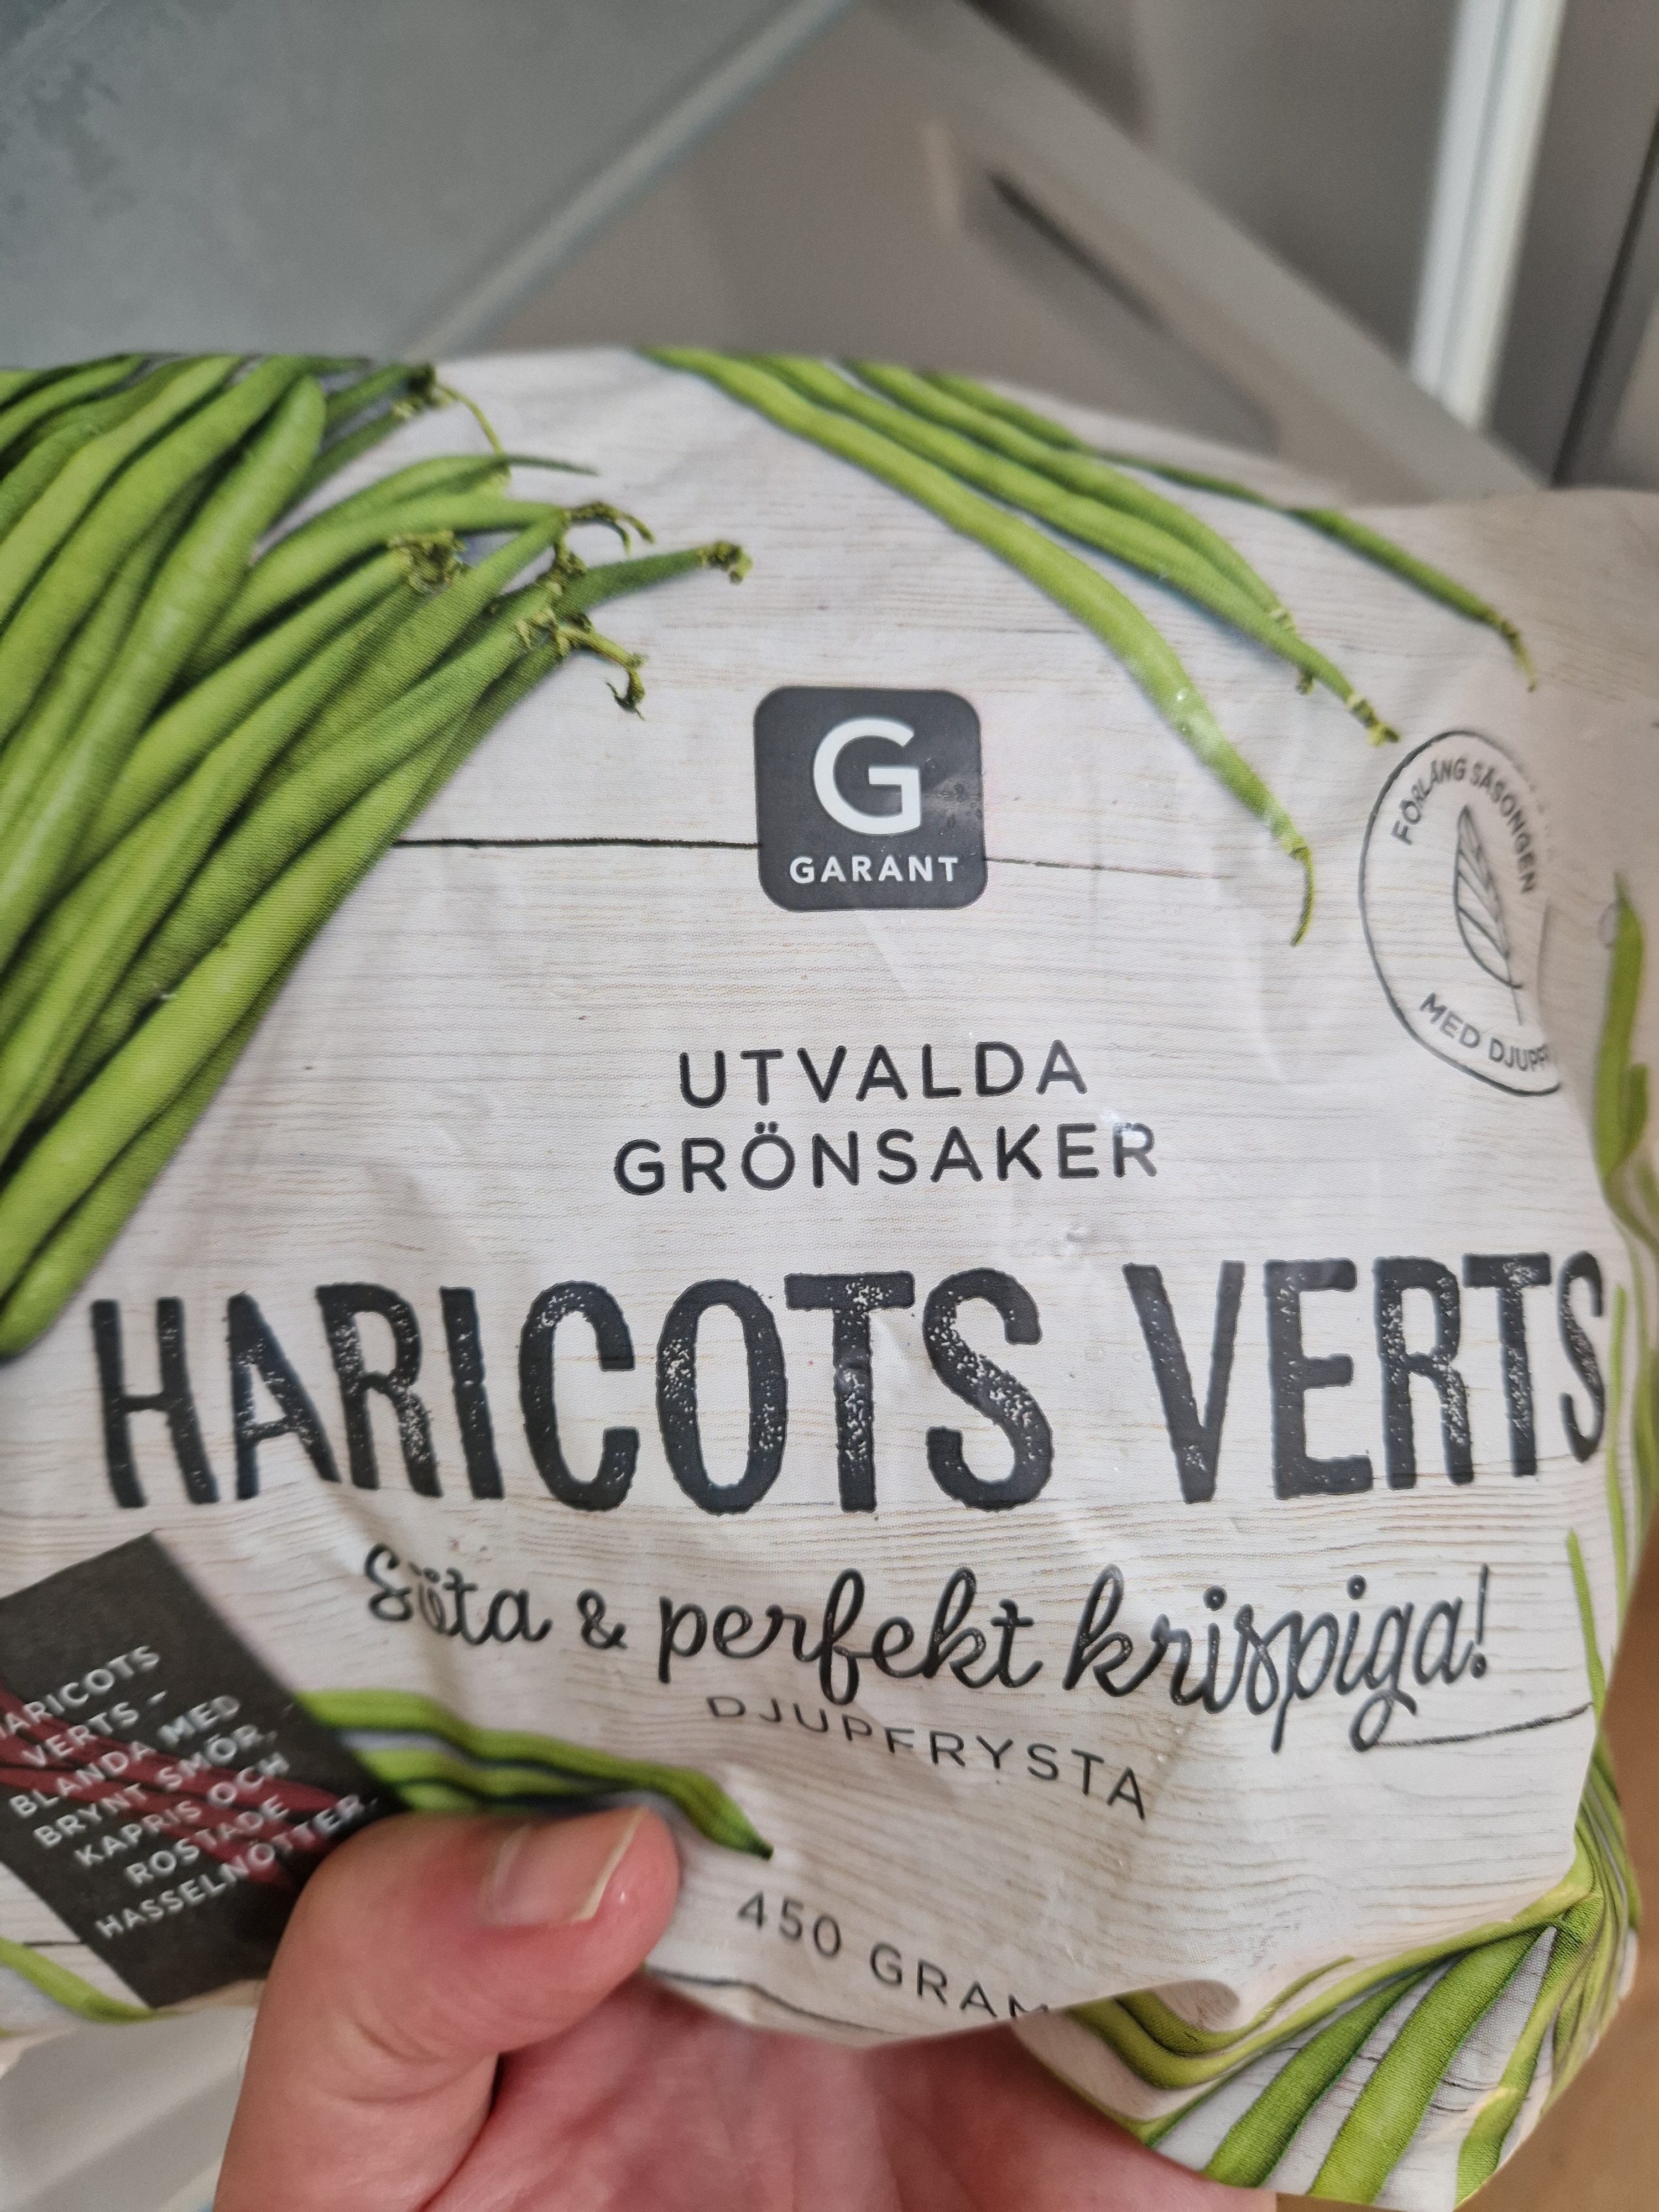 G
GARANT
FÖRLÄNG SÄSONGEN
MED
UTVALDA
GRÖNSAKER
HARICOTS VERTS
Söta & perfekt krispiga!
DJUPFRYSTA
HARICOTS
VERTS –
BLANDA MED
BRYNT SMÖR,
KAPRIS OCH
ROSTADE
HASSELNÖTTER.
450 GRAM